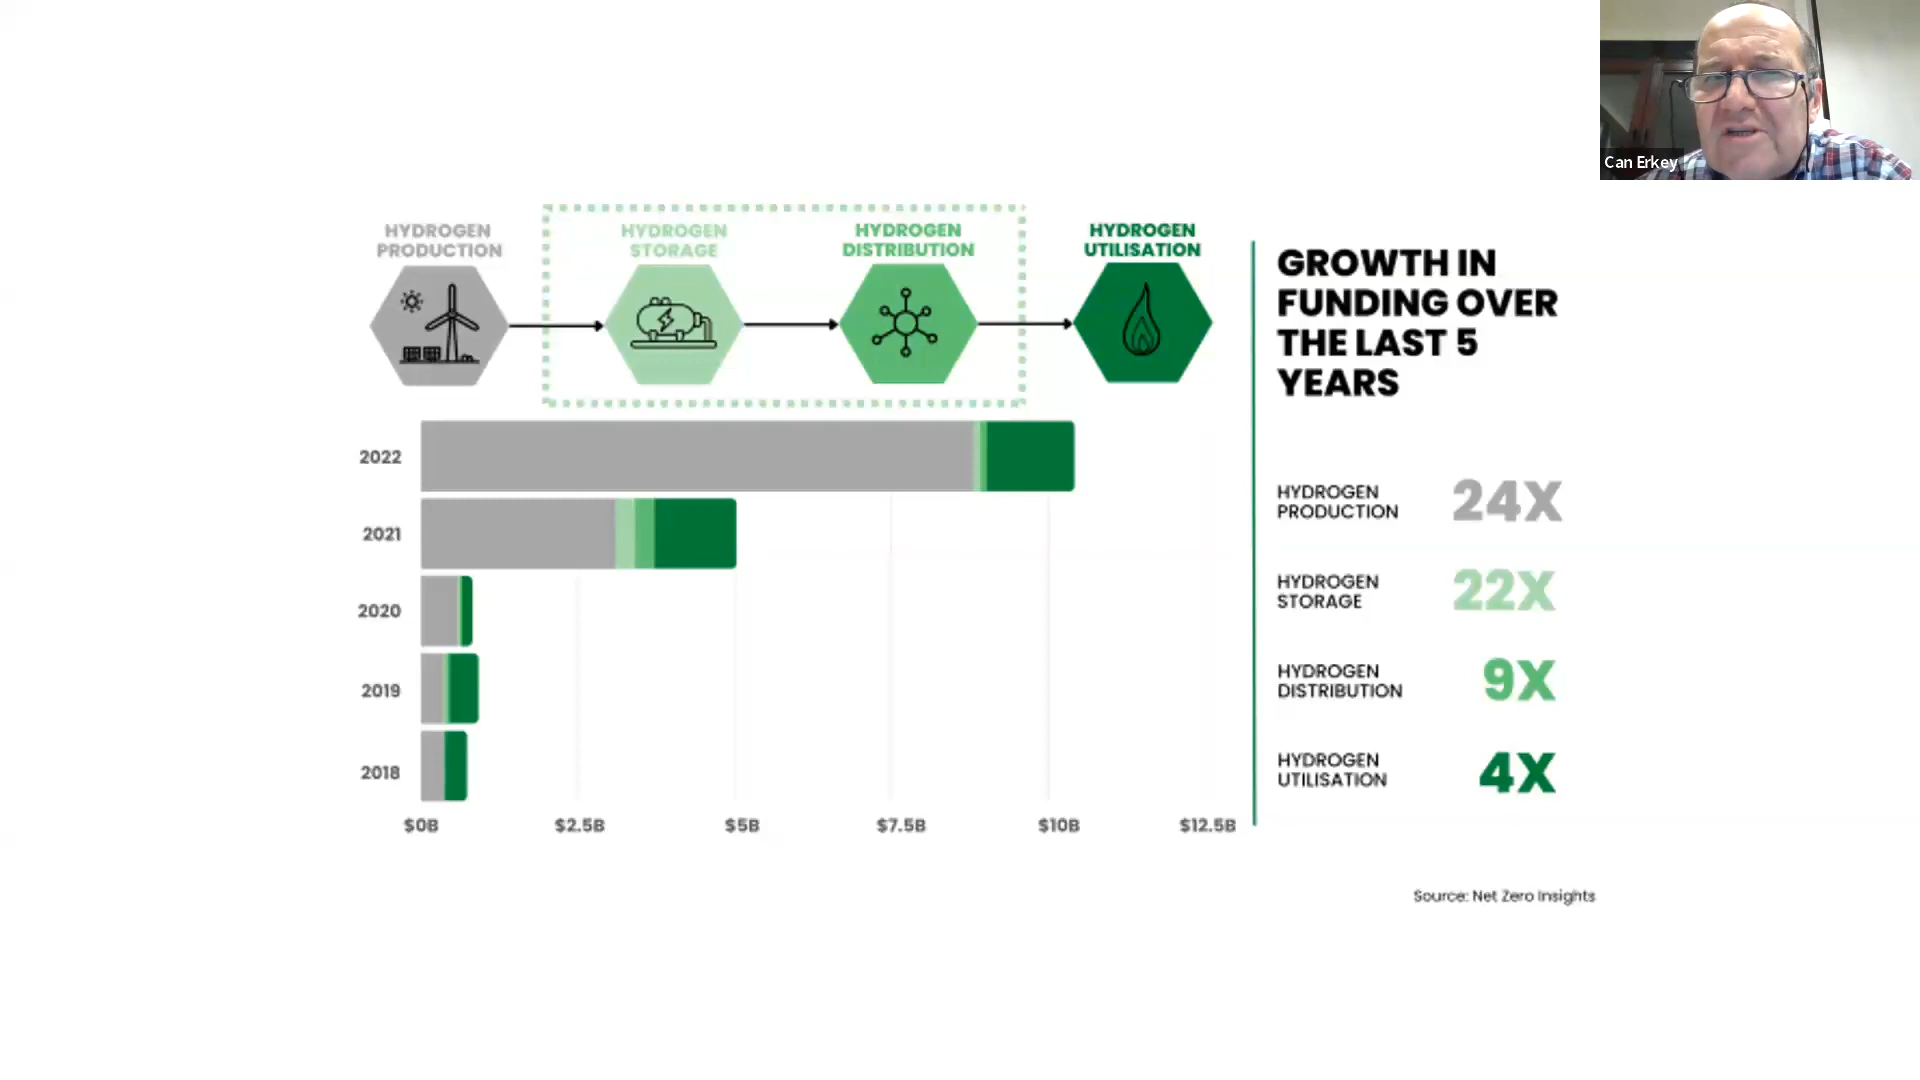 Can Erkey
HYDROGEN
PRODUCTION
HYDROGEN
STORAGE
HYDROGEN
DISTRIBUTION
HYDROGEN
UTILISATION
2022
2021
2020
2019
2018
$0B
$2.5B
$5B
$7.5B
$10B
$12.5B
GROWTH IN
FUNDING OVER
THE LAST 5
YEARS
HYDROGEN
PRODUCTION
24X
HYDROGEN
STORAGE
22X
HYDROGEN
DISTRIBUTION
9X
HYDROGEN
UTILISATION
4X
Source: Net Zero Insights